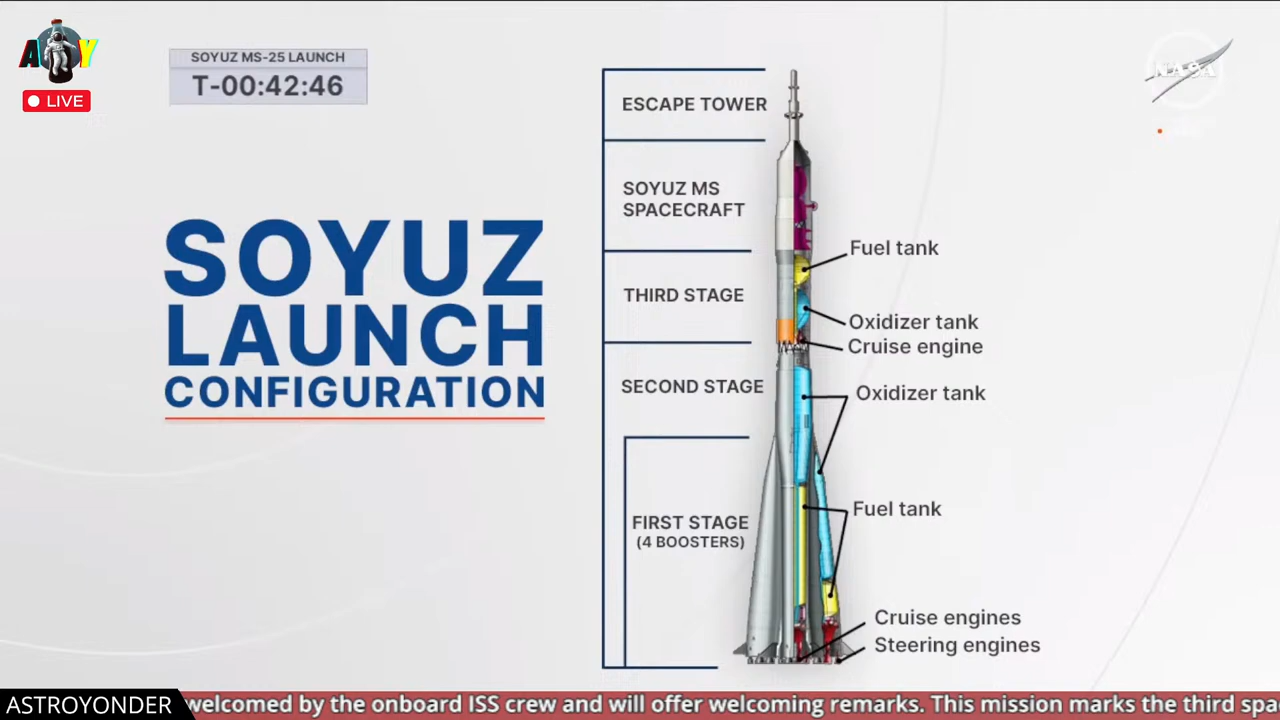 A Y
LIVE
SOYUZ MS-25 LAUNCH
T-00:42:46
NASA
SOYUZ
LAUNCH
CONFIGURATION
ESCAPE TOWER
SOYUZ MS
SPACECRAFT
THIRD STAGE
SECOND STAGE
FIRST STAGE
(4 BOOSTERS)
Fuel tank
Oxidizer tank
Cruise engine
Oxidizer tank
Fuel tank
Cruise engines
Steering engines
ASTROYONDER
welcomed by the onboard ISS crew and will offer welcoming remarks. This mission marks the third spa